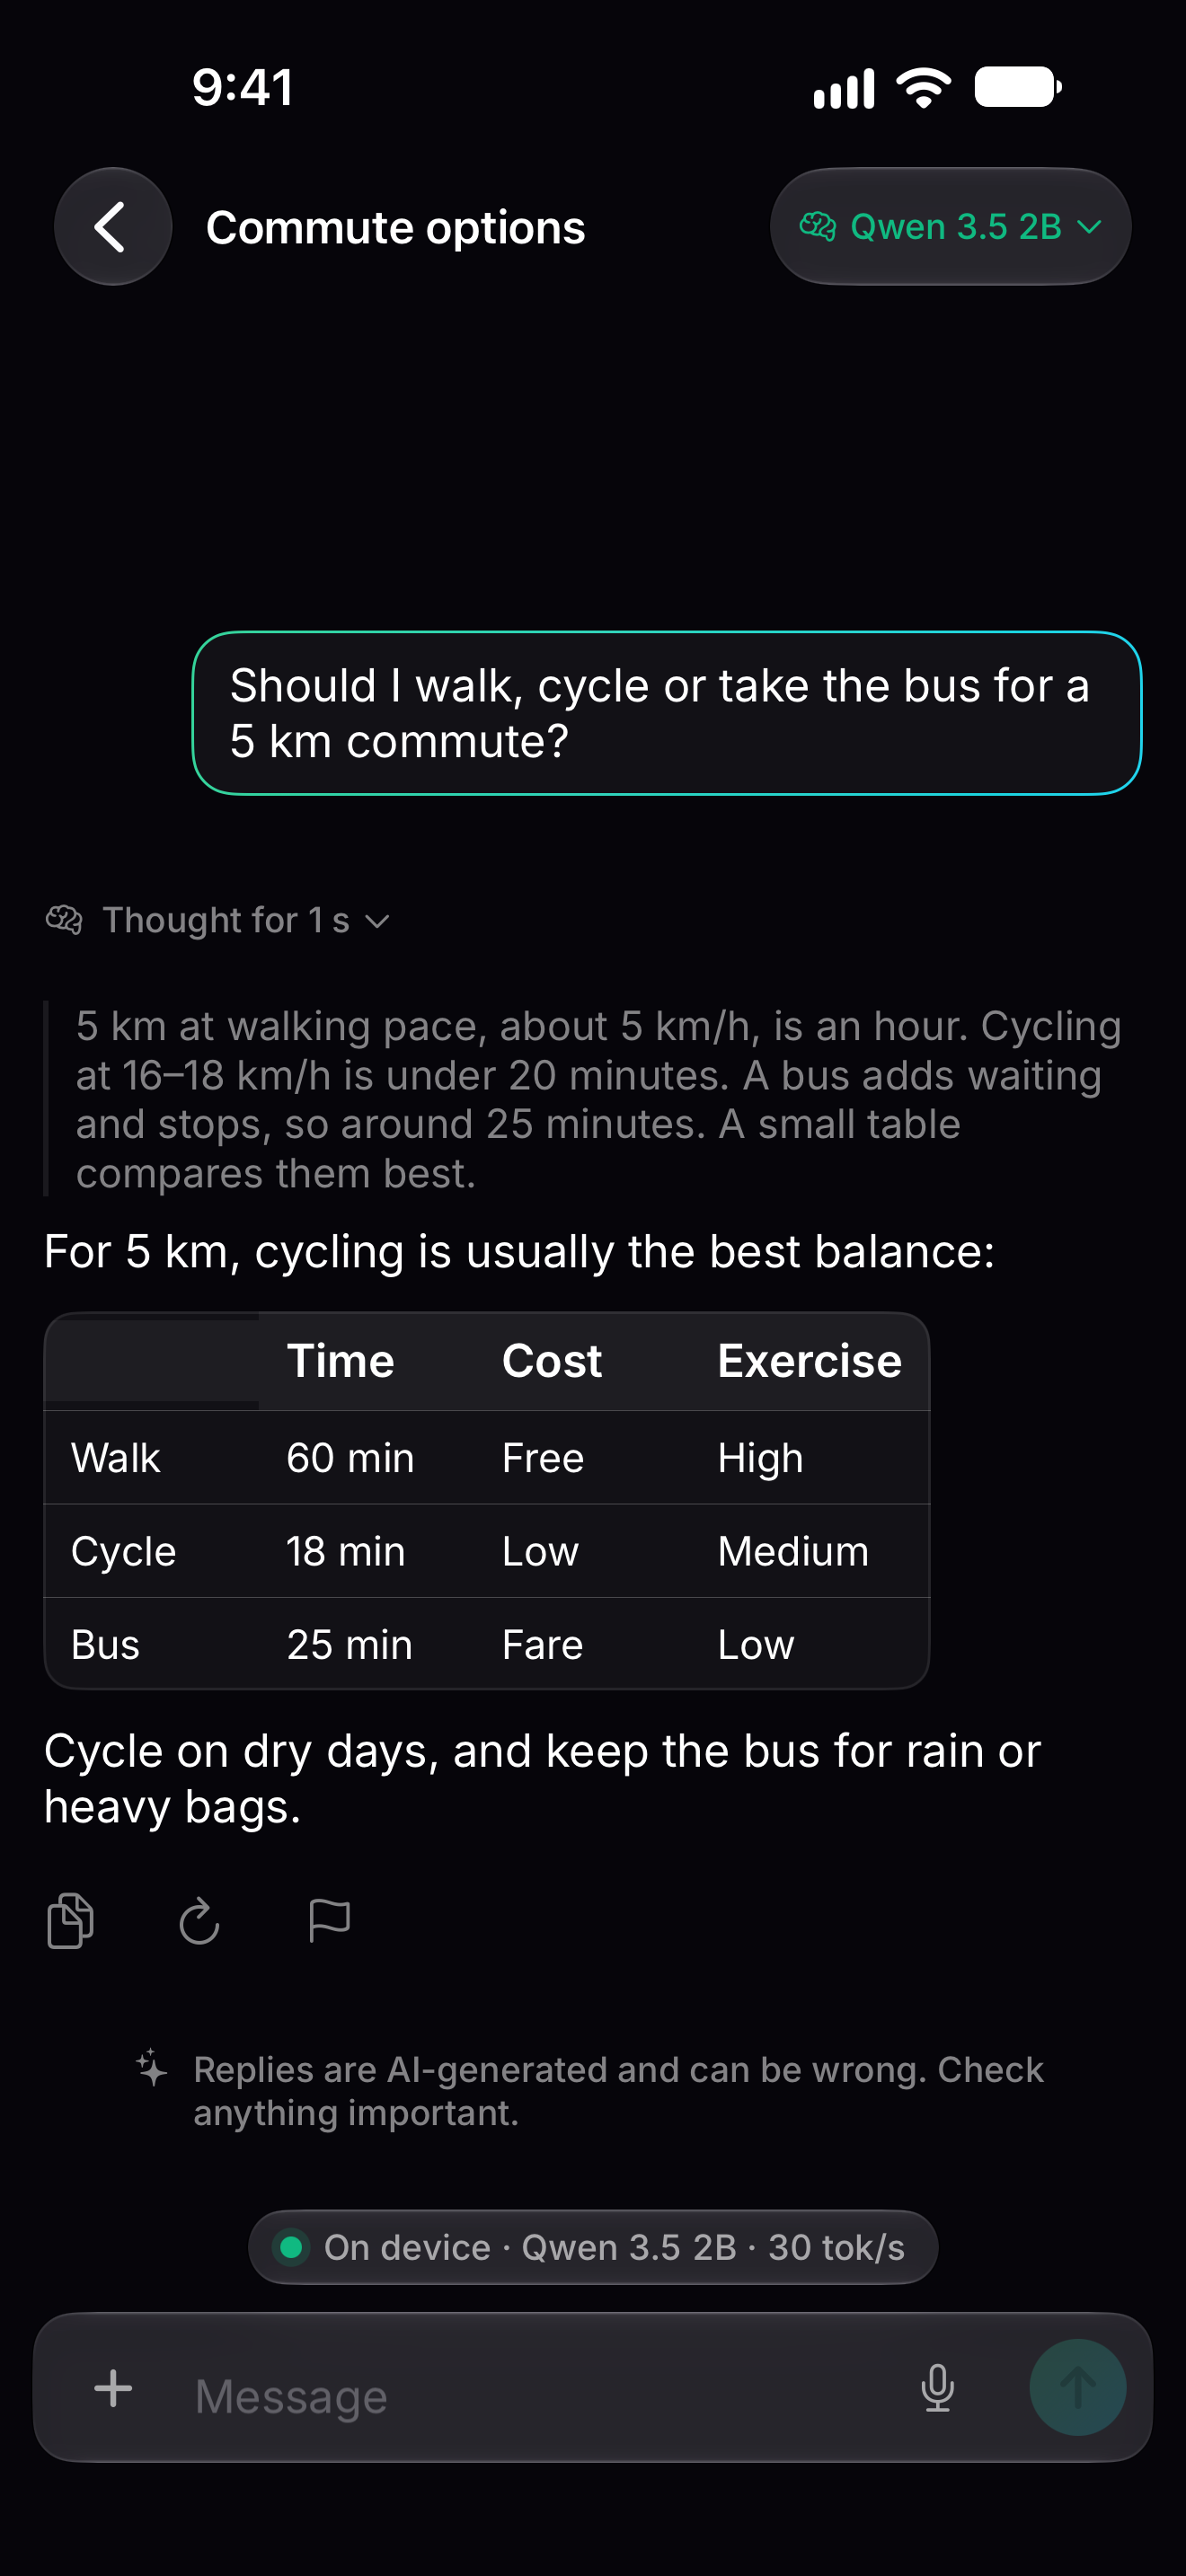 9:41
Commute options
Qwen 3.5 2B
Should I walk, cycle or take the bus for a
5 km commute?
Thought for 1 s
5 km at walking pace, about 5 km/h, is an hour. Cycling
at 16–18 km/h is under 20 minutes. A bus adds waiting
and stops, so around 25 minutes. A small table
compares them best.
For 5 km, cycling is usually the best balance:
Time Cost Exercise
Walk 60 min Free High
Cycle 18 min Low Medium
Bus 25 min Fare Low
Cycle on dry days, and keep the bus for rain or
heavy bags.
Replies are AI-generated and can be wrong. Check
anything important.
On device · Qwen 3.5 2B · 30 tok/s
Message